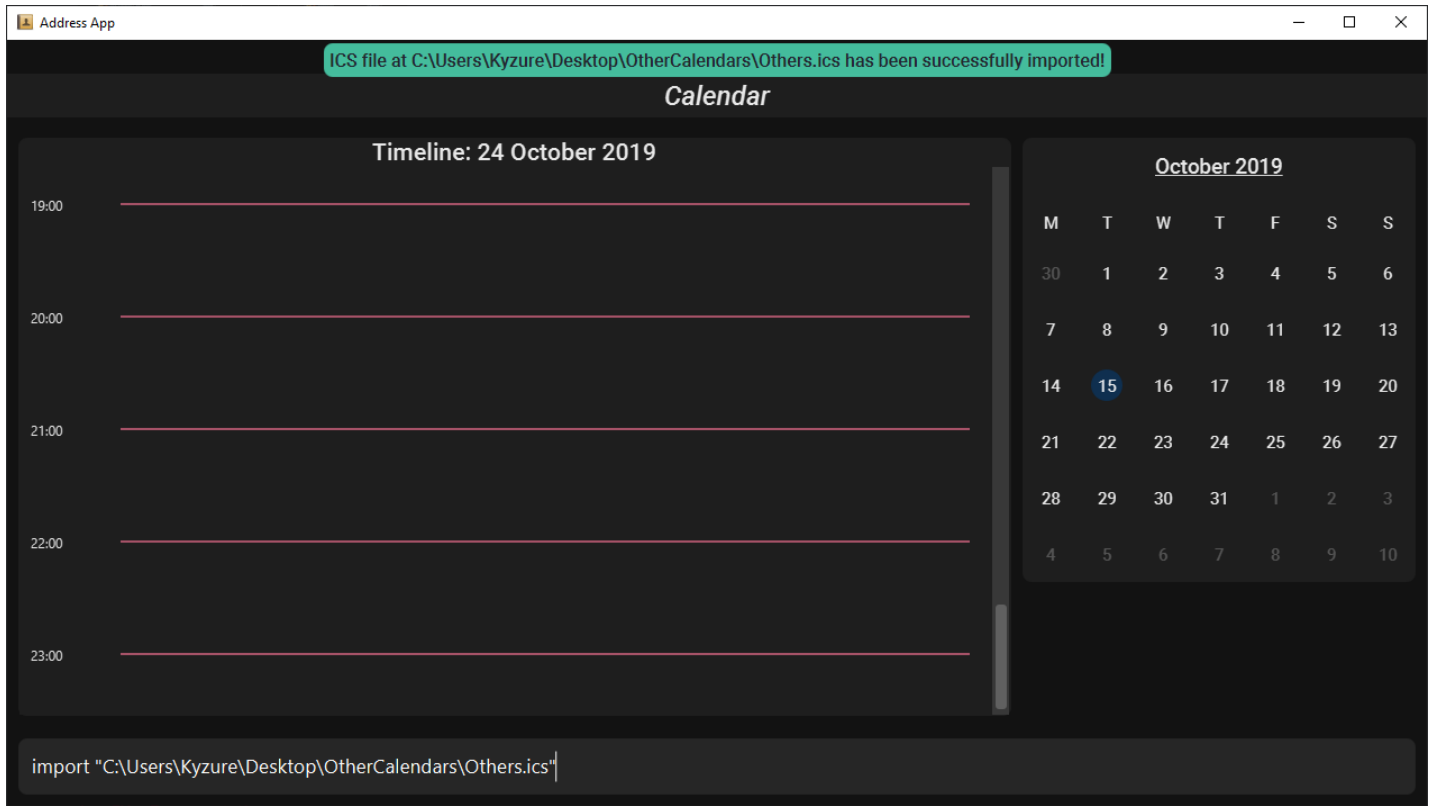 Address App
ICS file at C:\Users\Kyzure\Desktop\OtherCalendars\Others.ics has been successfully imported!
Calendar
Timeline: 24 October 2019
19:00
20:00
21:00
22:00
23:00
October 2019
M T W T F S S
30 1 2 3 4 5 6
7 8 9 10 11 12 13
14 15 16 17 18 19 20
21 22 23 24 25 26 27
28 29 30 31 1 2 3
4 5 6 7 8 9 10
import "C:\Users\Kyzure\Desktop\OtherCalendars\Others.ics"